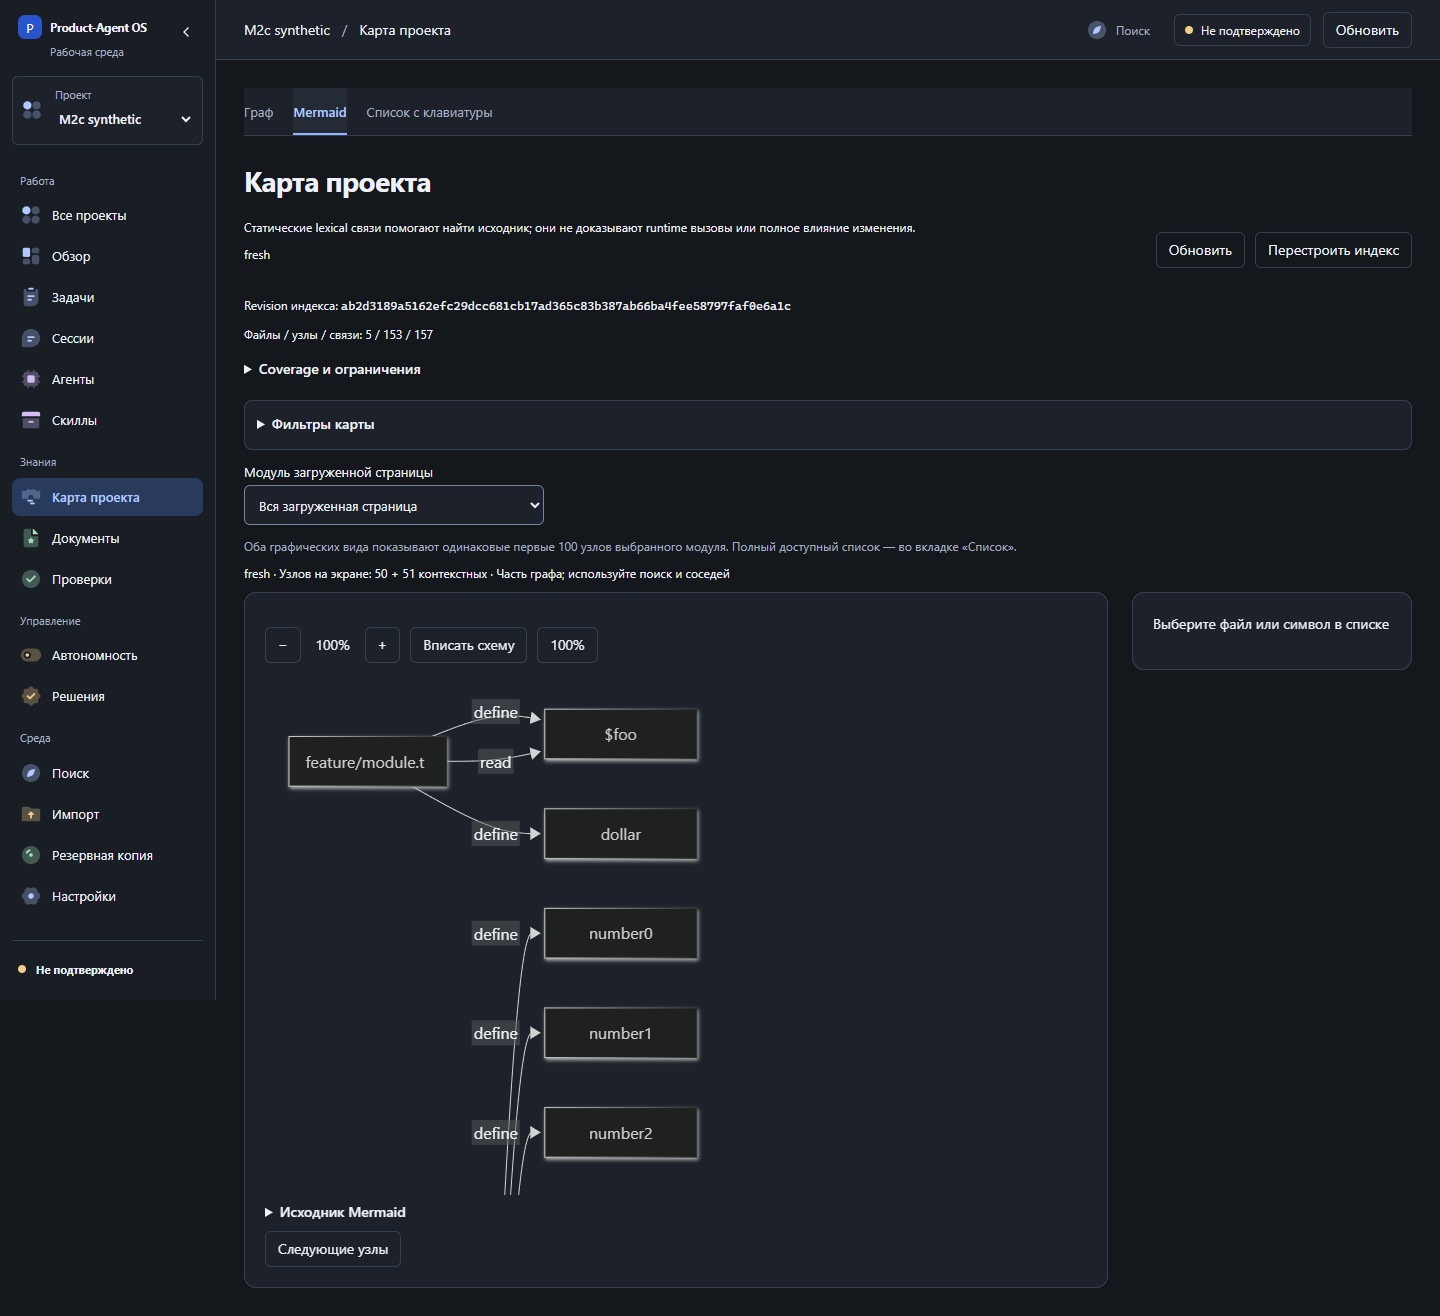 P
Product-Agent OS
Рабочая среда
Проект
M2c synthetic
Работа
Все проекты
Обзор
Задачи
Сессии
Агенты
Скиллы
Знания
Карта проекта
Документы
Проверки
Управление
Автономность
Решения
Среда
Поиск
Импорт
Резервная копия
Настройки
Не подтверждено
M2c synthetic / Карта проекта
Поиск
Не подтверждено
Обновить
Граф
Mermaid
Список с клавиатуры
Карта проекта
Статические lexical связи помогают найти исходник; они не доказывают runtime вызовы или полное влияние изменения.
fresh
Обновить
Перестроить индекс
Revision индекса: ab2d3189a5162efc29dcc681cb17ad365c83b387ab66ba4fee58797faf0e6a1c
Файлы / узлы / связи: 5 / 153 / 157
Coverage и ограничения
Фильтры карты
Модуль загруженной страницы
Вся загруженная страница
Оба графических вида показывают одинаковые первые 100 узлов выбранного модуля. Полный доступный список — во вкладке «Список».
fresh · Узлов на экране: 50 + 51 контекстных · Часть графа; используйте поиск и соседей
−
100%
+
Вписать схему
100%
define
$foo
feature/module.t
read
define
dollar
define
number0
define
number1
define
number2
Исходник Mermaid
Следующие узлы
Выберите файл или символ в списке